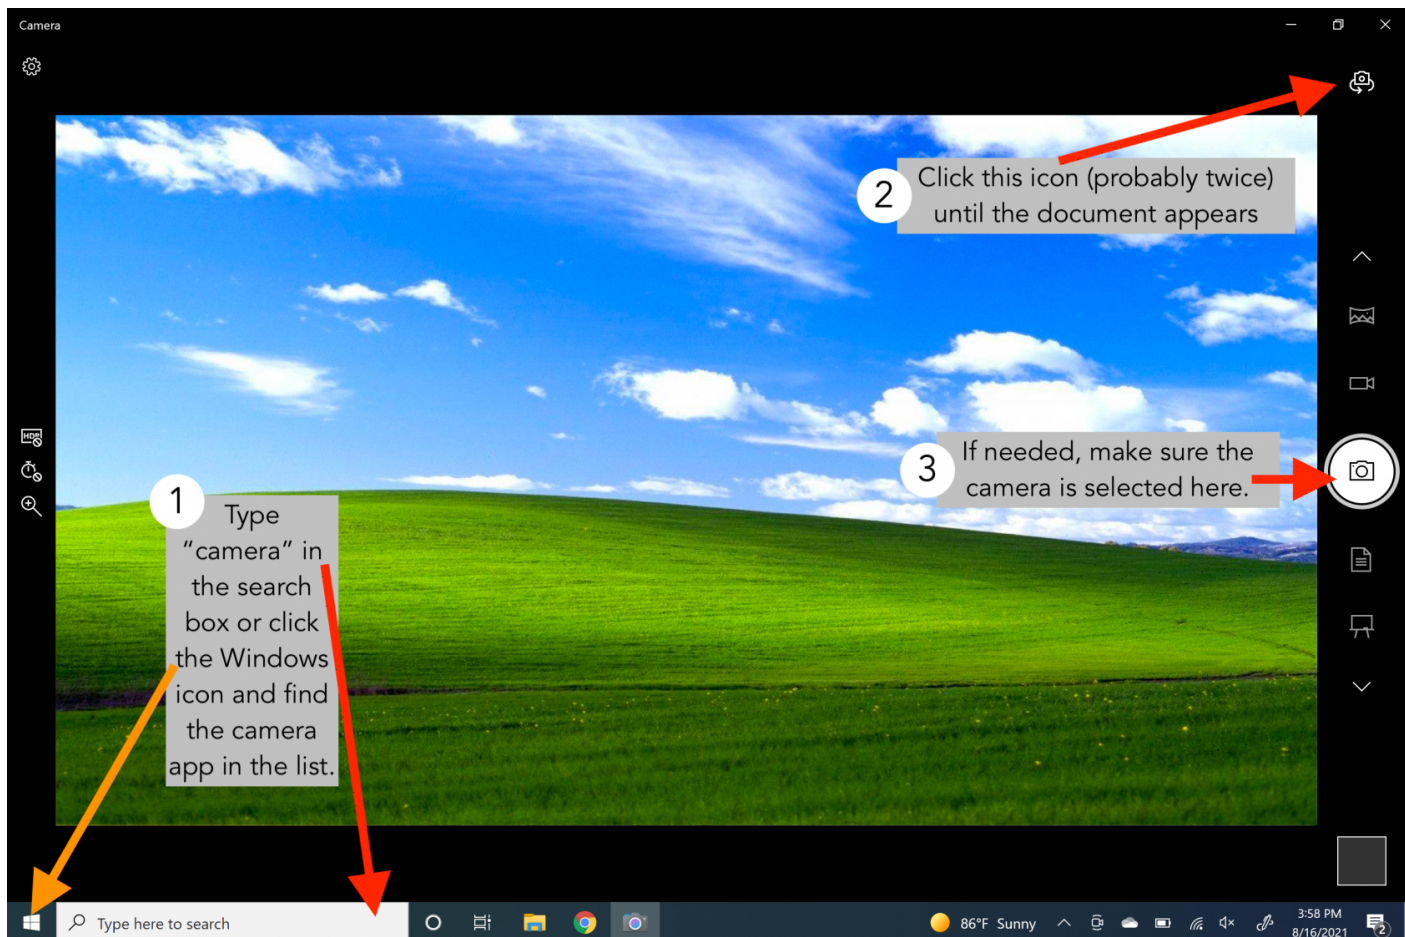 Camera
2
Click this icon (probably twice)
until the document appears
3
If needed, make sure the
camera is selected here.
HDR
1
Type
“camera” in
the search
box or click
the Windows
icon and find
the camera
app in the list.
Type here to search
86°F Sunny
3:58 PM
8/16/2021
2